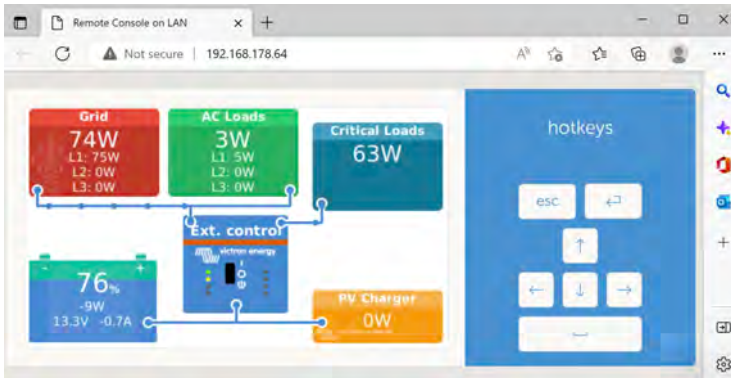 Remote Console on LAN
Not secure | 192.168.178.64
Grid
74W
L1: 75W
L2: 0W
L3: 0W
AC Loads
3W
L1: 5W
L2: 0W
L3: 0W
Critical Loads
63W
Ext. control
victron energy
76%
-9W
13.3V -0.7A
PV Charger
0W
hotkeys
esc